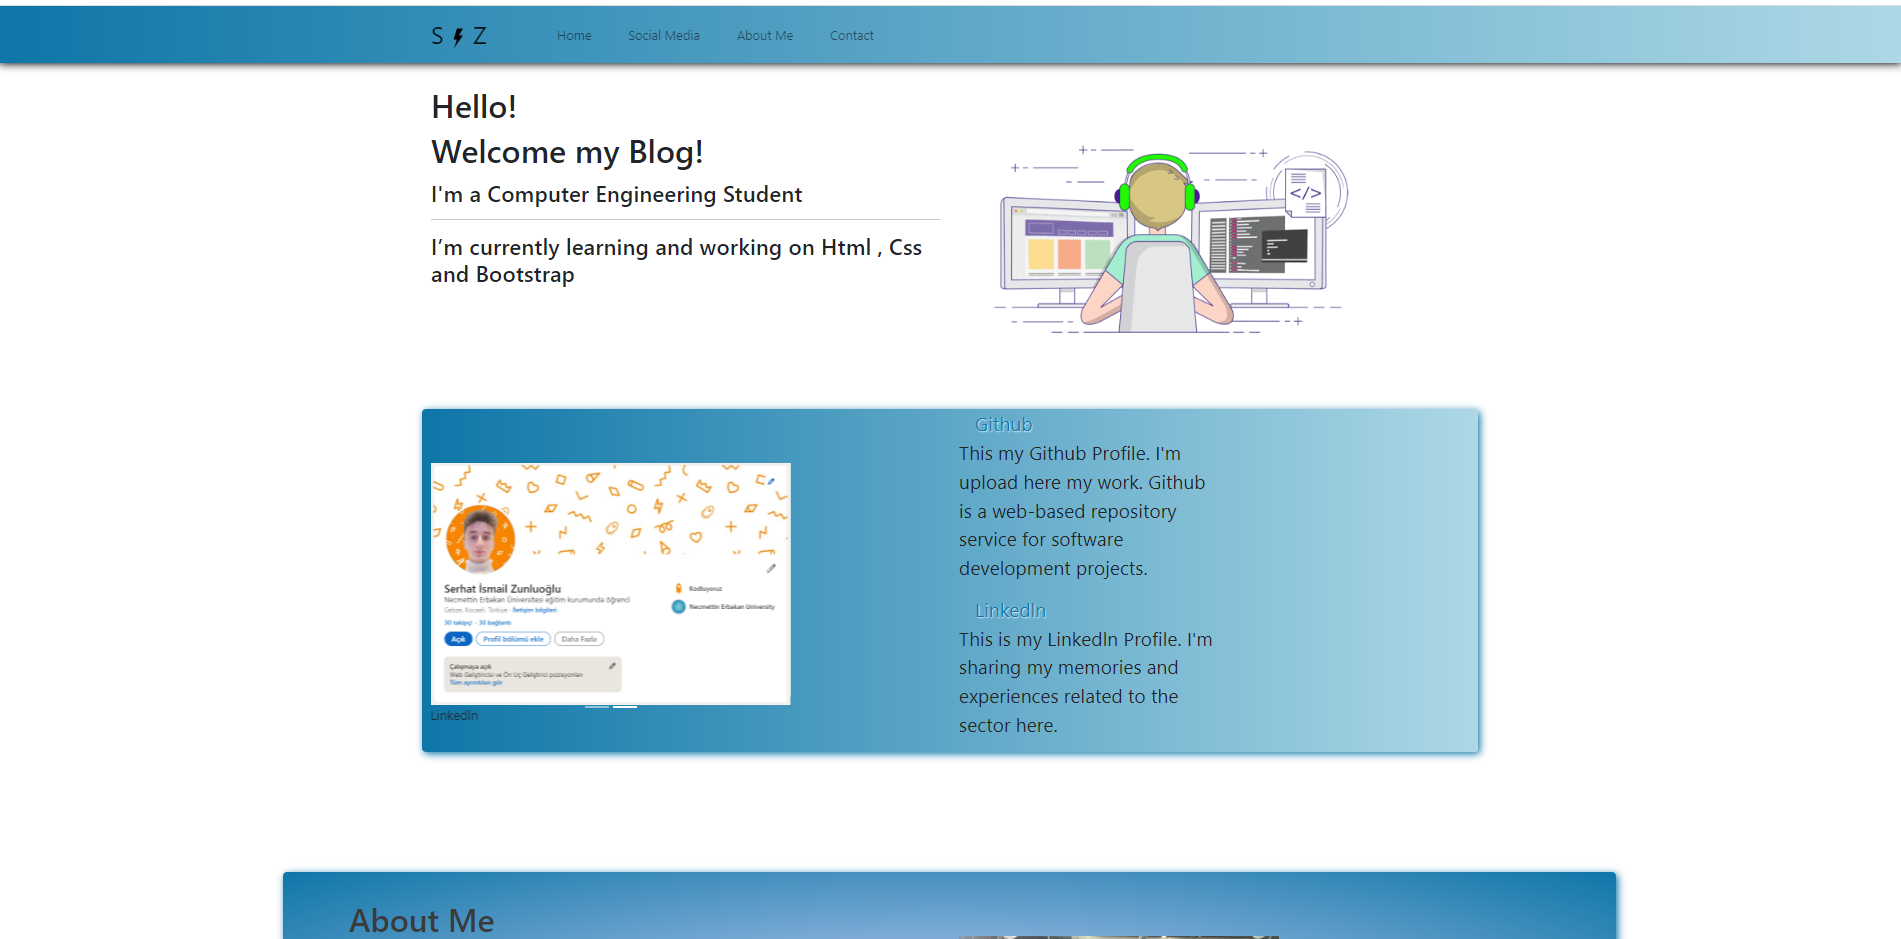 S Z
Home Social Media About Me Contact
Hello!
Welcome my Blog!
I'm a Computer Engineering Student
I’m currently learning and working on Html , Css
and Bootstrap
</>
Serhat İsmail Zunluoğlu
Necmettin Erbakan Üniversitesi eğitim kurumunda öğrenci
Gebze, Kocaeli, Türkiye · İletişim bilgileri
30 takipçi · 30 bağlantı
Açık Profil bölümü ekle Daha Fazla
Çalışmaya açık
Web Geliştiricisi ve Ön Uç Geliştirici pozisyonları
Tüm ayrıntıları gör
Kodluyoruz
Necmettin Erbakan University
LinkedIn
Github
This my Github Profile. I'm
upload here my work. Github
is a web-based repository
service for software
development projects.
LinkedIn
This is my LinkedIn Profile. I'm
sharing my memories and
experiences related to the
sector here.
About Me